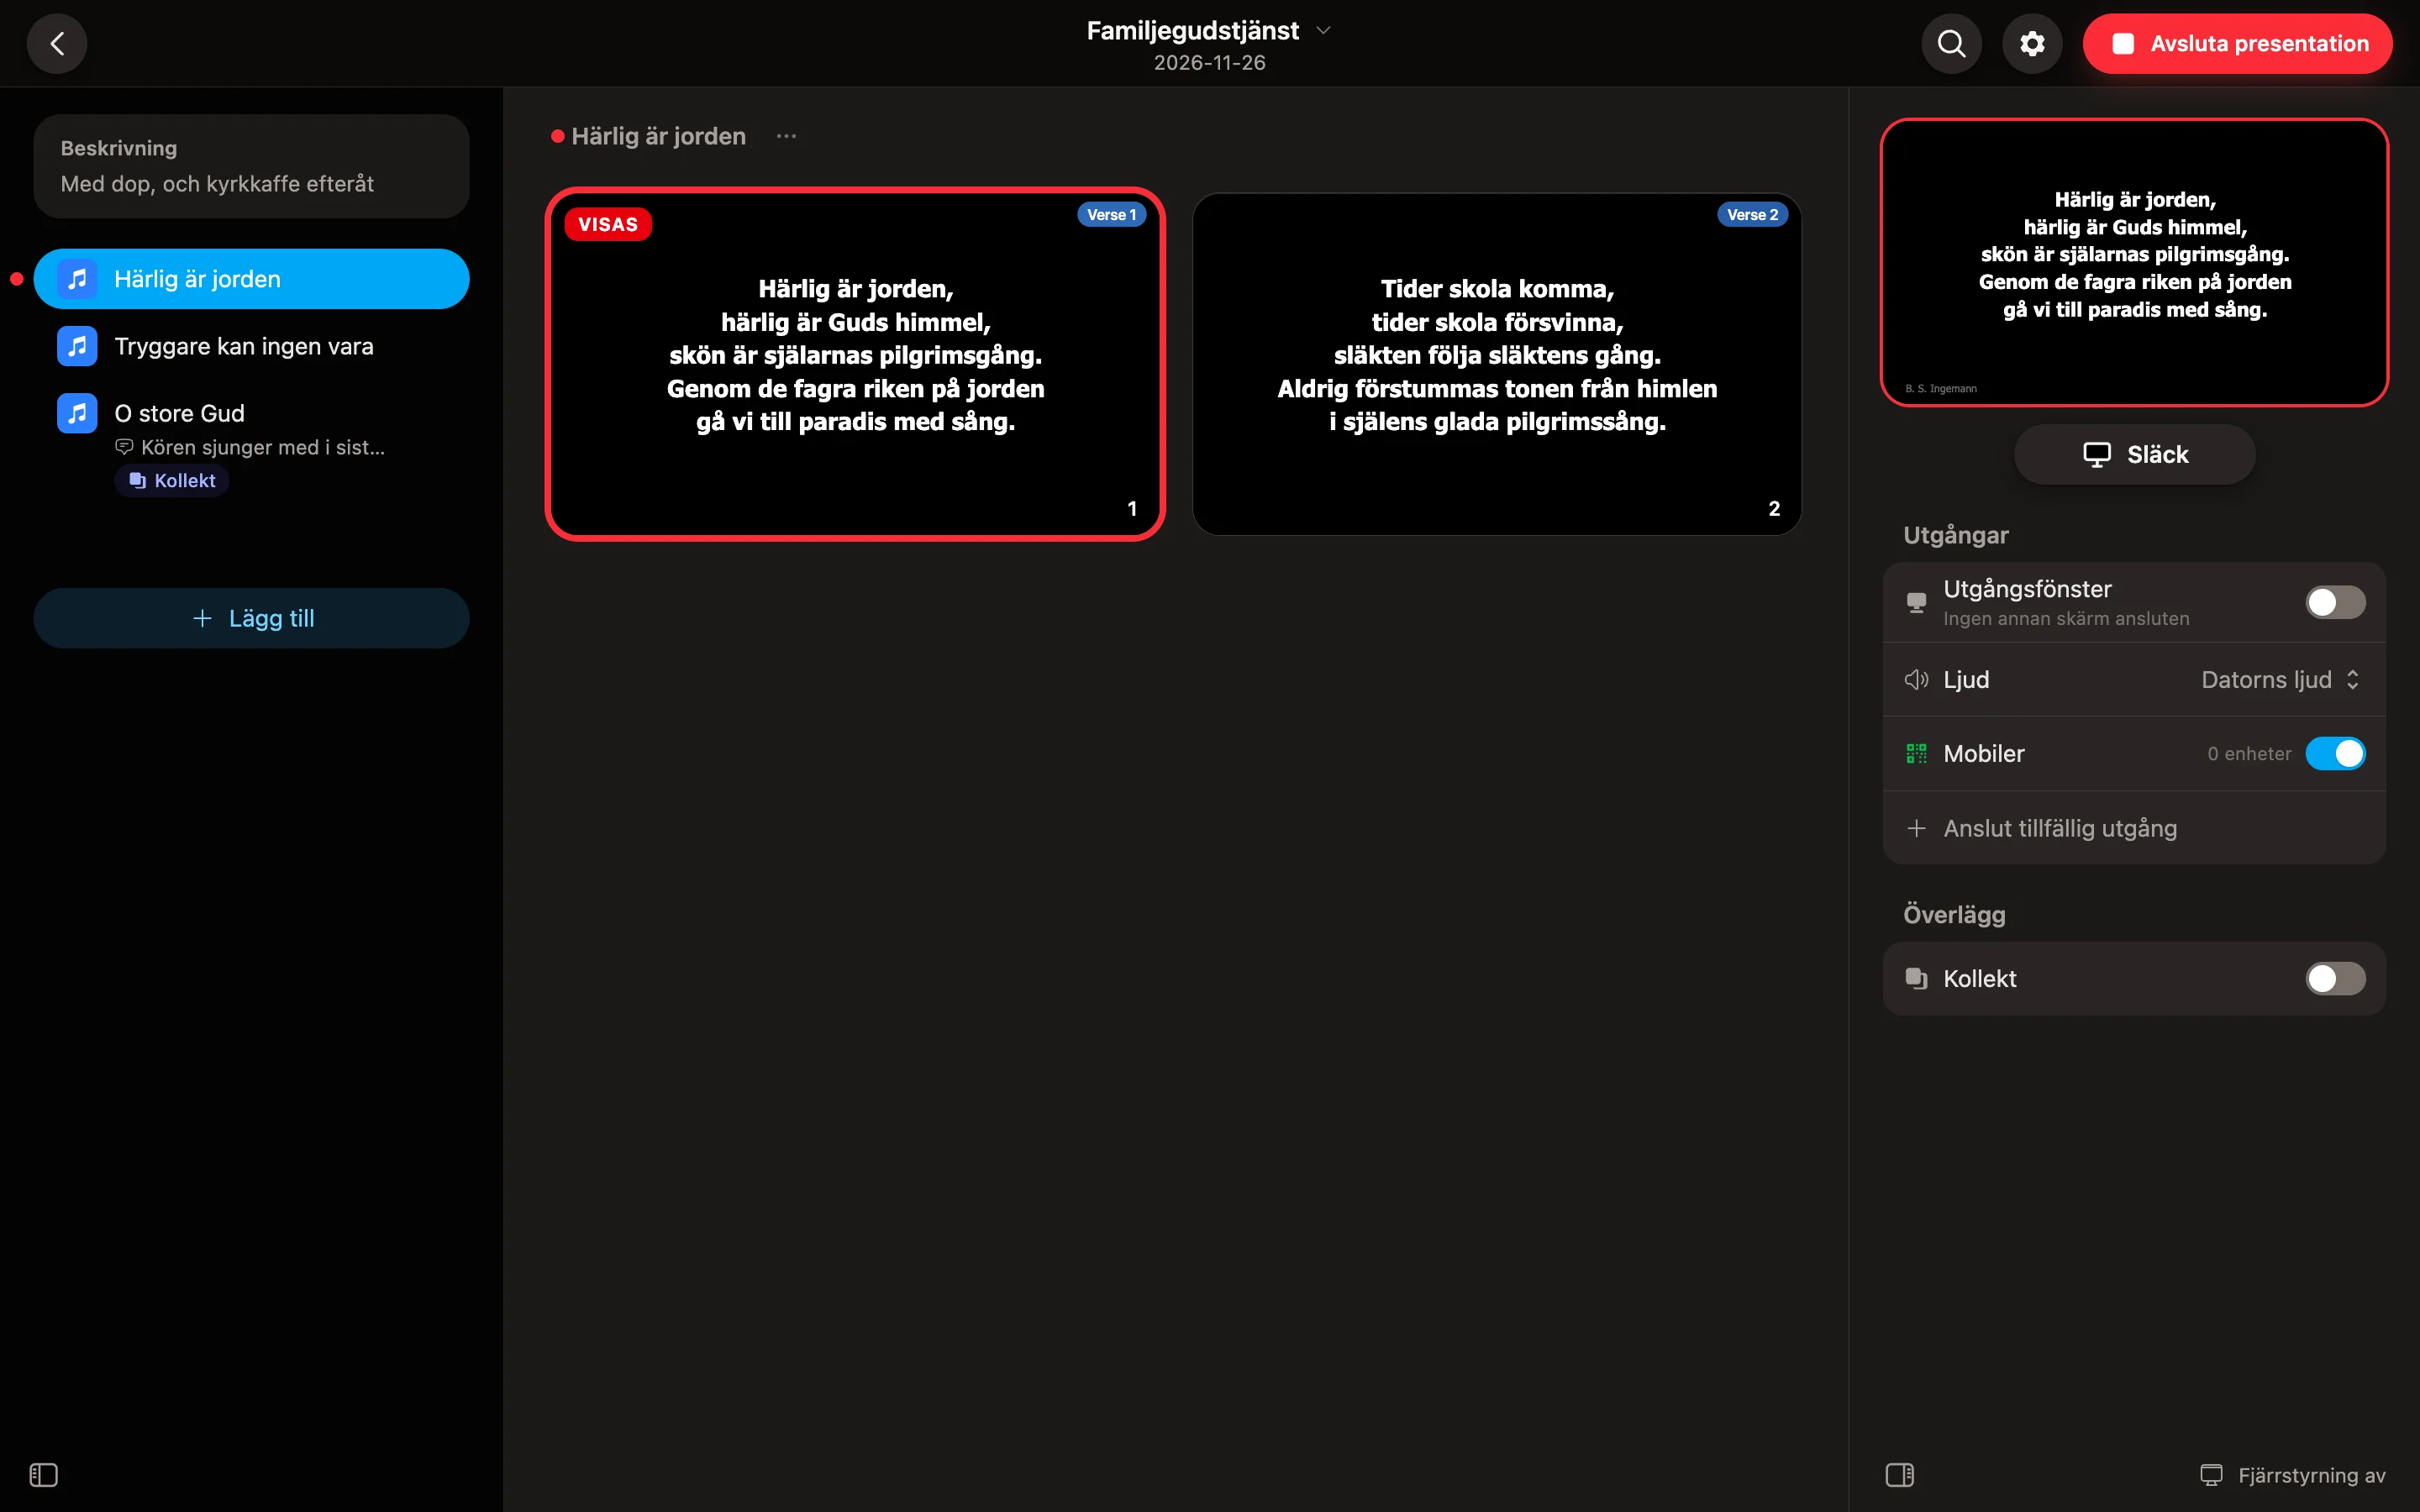 Familjegudstjänst
2026-11-26
Avsluta presentation
Beskrivning
Med dop, och kyrkkaffe efteråt
Härlig är jorden
Tryggare kan ingen vara
O store Gud
Kören sjunger med i sist...
Kollekt
Lägg till
Härlig är jorden
VISAS
Verse 1
Härlig är jorden,
härlig är Guds himmel,
skön är själarnas pilgrimsgång.
Genom de fagra riken på jorden
gå vi till paradis med sång.
1
Verse 2
Tider skola komma,
tider skola försvinna,
släkten följa släktens gång.
Aldrig förstummas tonen från himlen
i själens glada pilgrimssång.
2
Härlig är jorden,
härlig är Guds himmel,
skön är själarnas pilgrimsgång.
Genom de fagra riken på jorden
gå vi till paradis med sång.
B. S. Ingemann
Släck
Utgångar
Utgångsfönster
Ingen annan skärm ansluten
Ljud
Datorns ljud
Mobiler
0 enheter
Anslut tillfällig utgång
Överlägg
Kollekt
Fjärrstyrning av